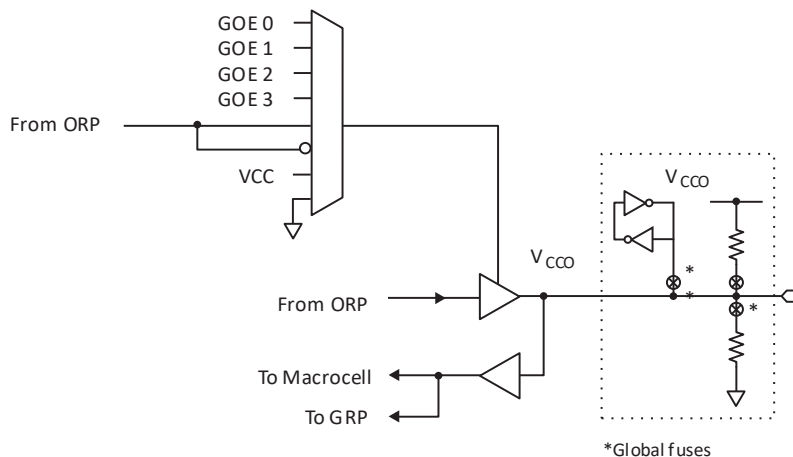 GOE 0
GOE 1
GOE 2
GOE 3
From ORP
VCC
V CCO
*
*
*
V CCO
From ORP
To Macrocell
To GRP
*Global fuses